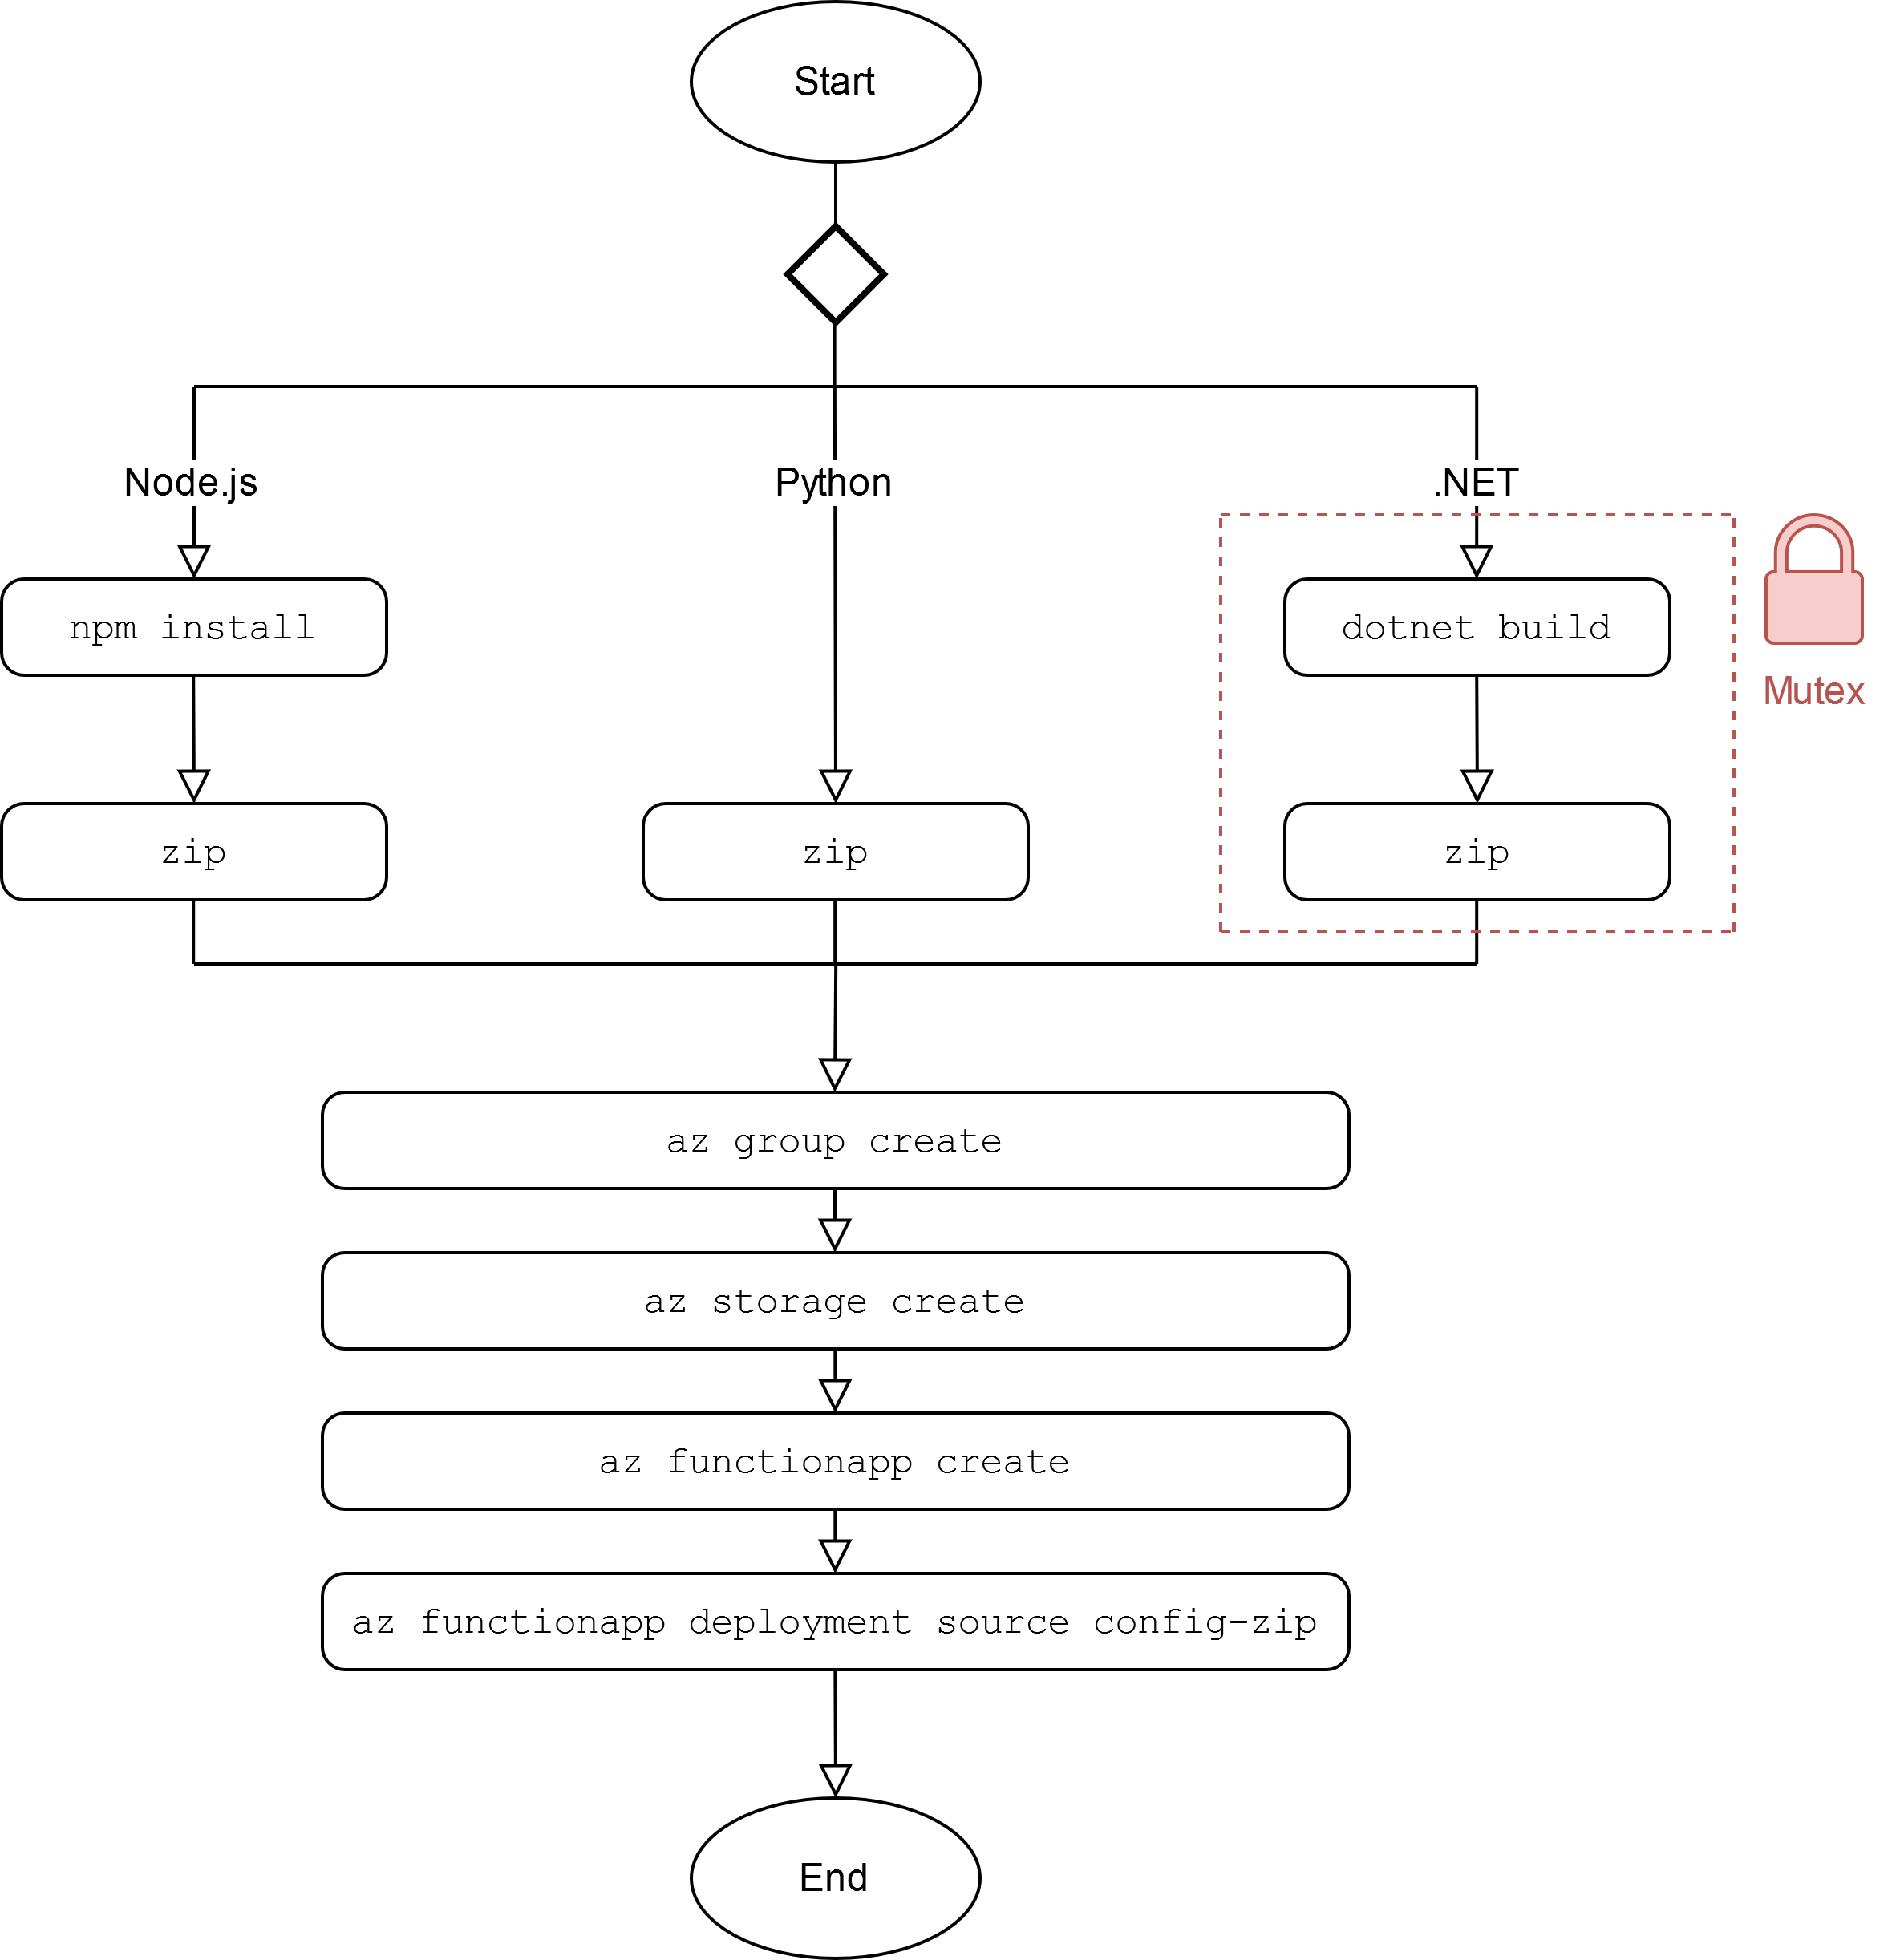 Start
Node.js
Python
.NET
npm install
dotnet build
Mutex
zip
zip
zip
az group create
az storage create
az functionapp create
az functionapp deployment source config-zip
End